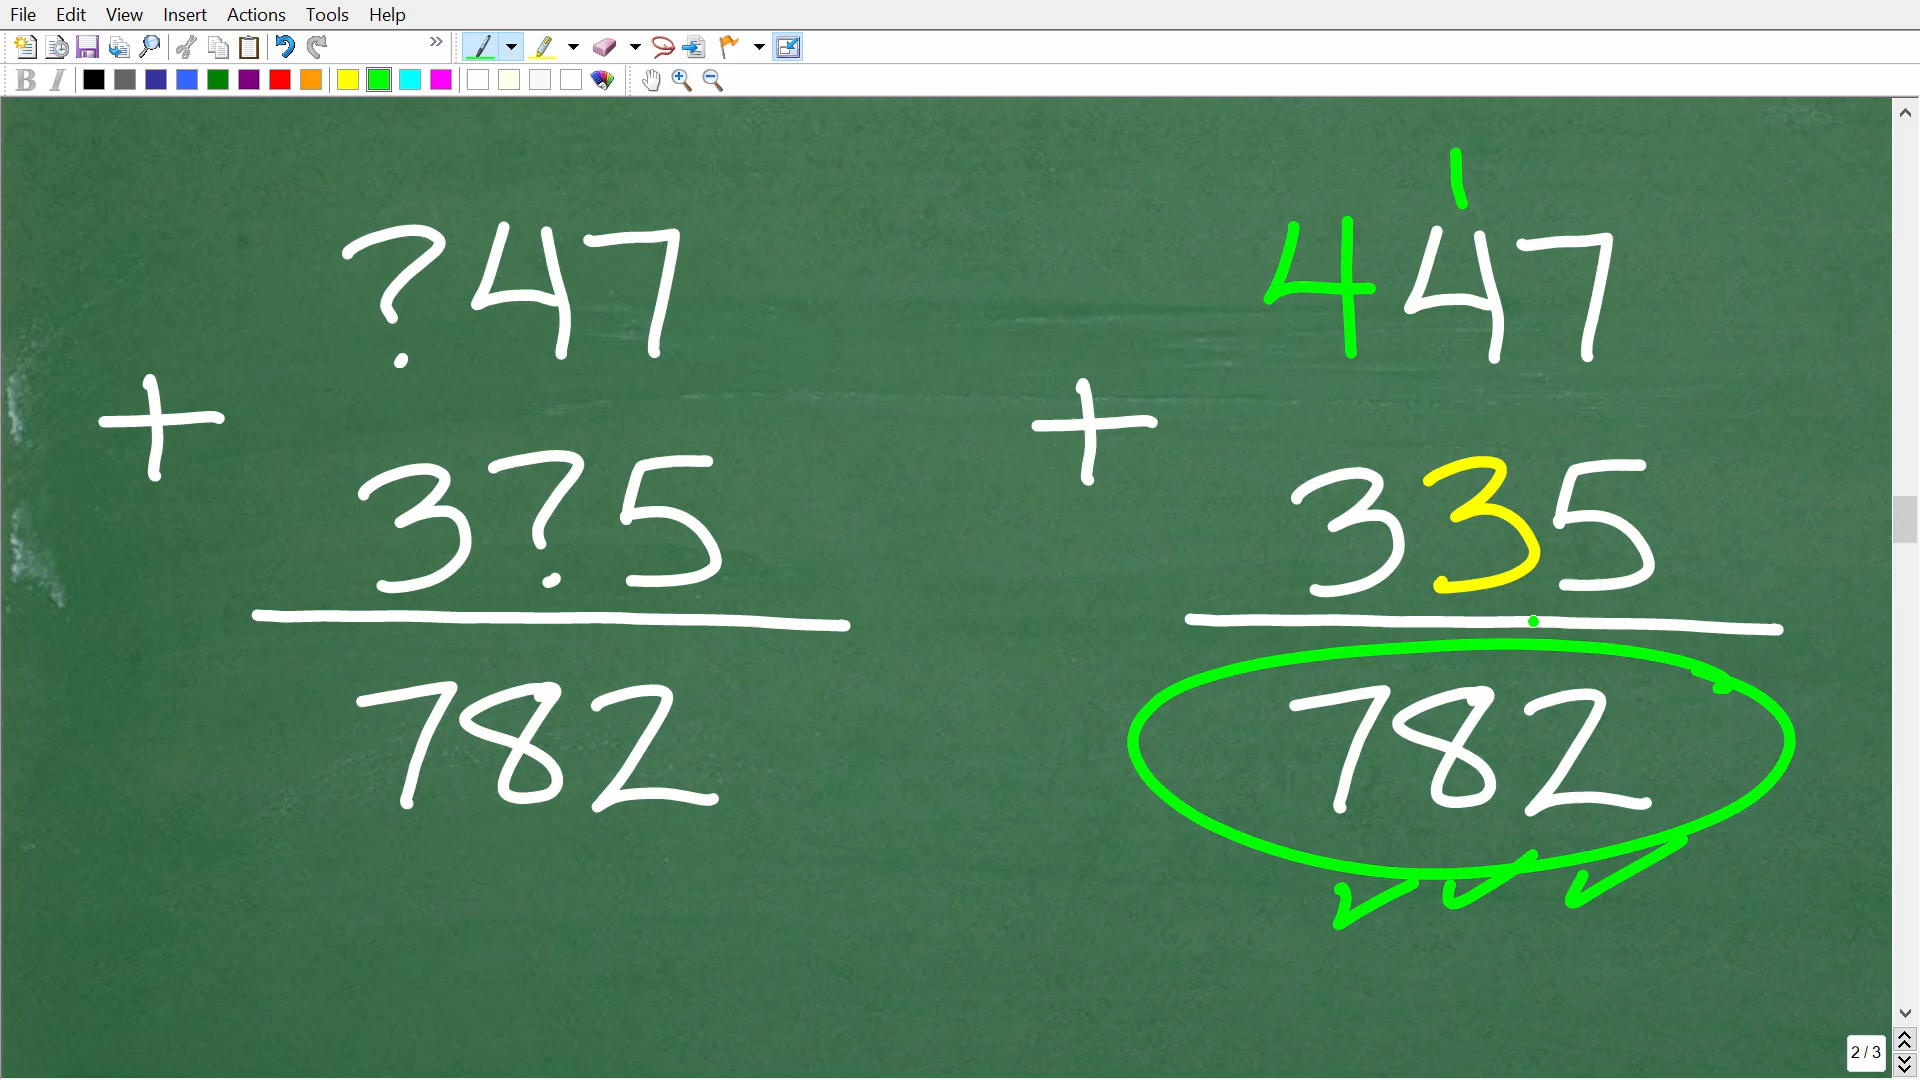 File Edit View Insert Actions Tools Help
B I
1
?47 447
+ +
3?5 335
782 782
2 / 3